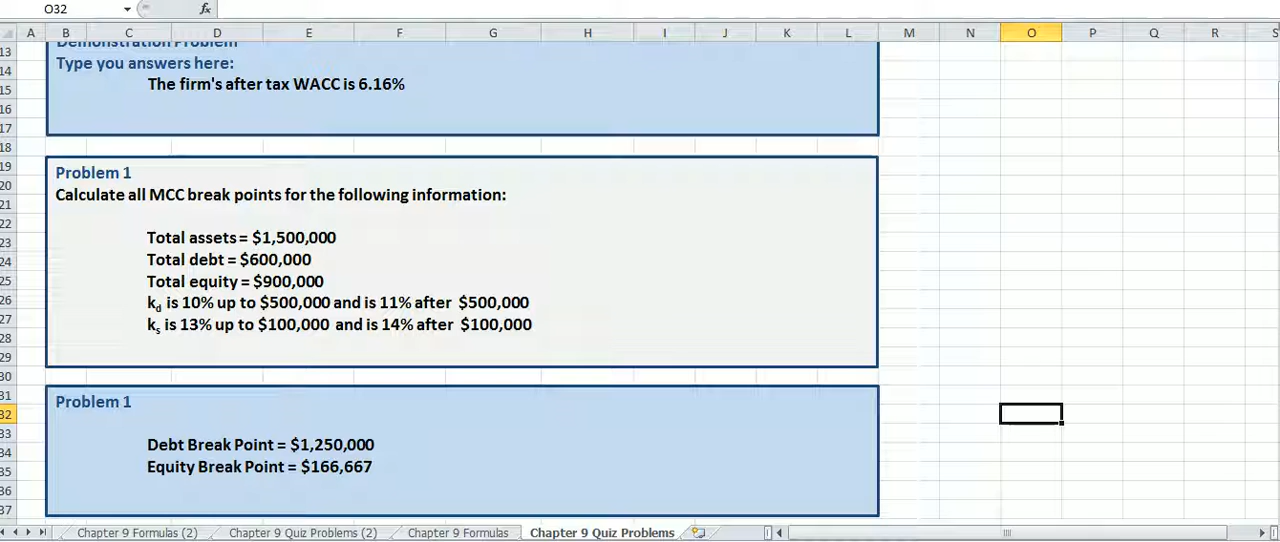 O32
fx
A B C D E F G H I J K L M N O P Q R S
13
14
15
16
17
18
19
20
21
22
23
24
25
26
27
28
29
30
31
32
33
34
35
36
37
Demonstration Problem
Type you answers here:
The firm's after tax WACC is 6.16%
Problem 1
Calculate all MCC break points for the following information:
Total assets = $1,500,000
Total debt = $600,000
Total equity = $900,000
kd is 10% up to $500,000 and is 11% after $500,000
ks is 13% up to $100,000 and is 14% after $100,000
Problem 1
Debt Break Point = $1,250,000
Equity Break Point = $166,667
Chapter 9 Formulas (2) Chapter 9 Quiz Problems (2) Chapter 9 Formulas Chapter 9 Quiz Problems